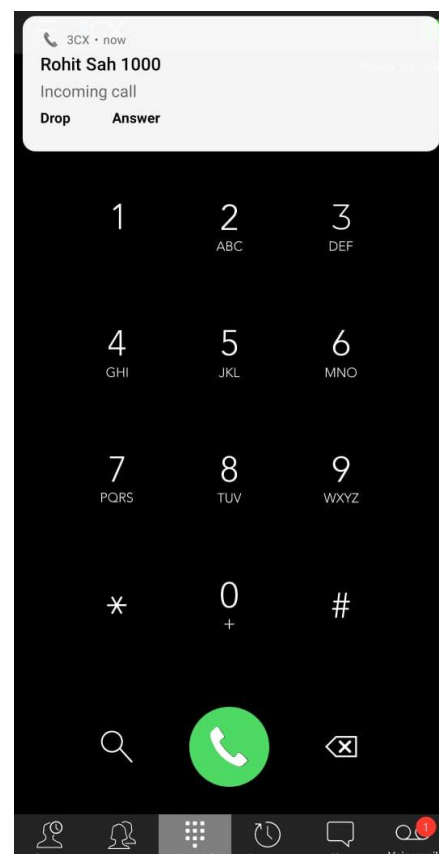 3CX • now
Rohit Sah 1000
Incoming call
Drop Answer
1 2 3
ABC DEF
4 5 6
GHI JKL MNO
7 8 9
PQRS TUV WXYZ
* 0 #
+
1